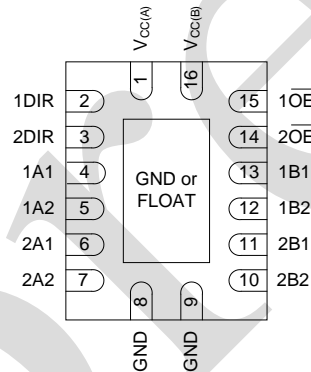 VCC(A) VCC(B)
1 16
1DIR 2 15 1OE
2DIR 3 14 2OE
1A1 4 13 1B1
1A2 5 12 1B2
2A1 6 11 2B1
2A2 7 10 2B2
GND or
FLOAT
8 9
GND GND